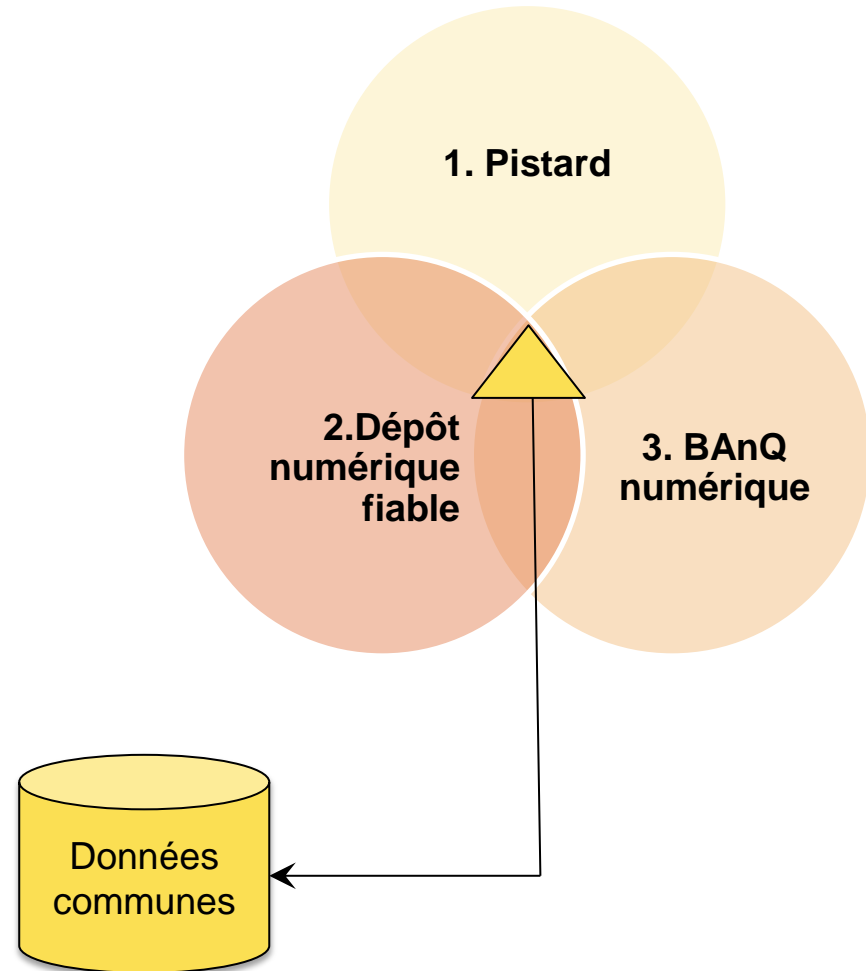 1. Pistard
2.Dépôt
numérique
fiable
3. BAnQ
numérique
Données
communes